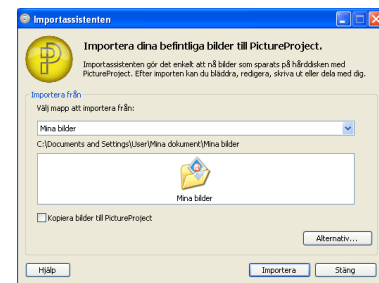 Importassistenten
Importera dina befintliga bilder till PictureProject.
Importassistenten gör det enkelt att nå bilder som sparats på hårddisken med
PictureProject. Efter importen kan du bläddra, redigera, skriva ut eller dela med dig.
Importera från
Välj mapp att importera från:
Mina bilder
C:\Documents and Settings\User\Mina dokument\Mina bilder
Mina bilder
Kopiera bilder till PictureProject
Alternativ...
Hjälp
Importera
Stäng